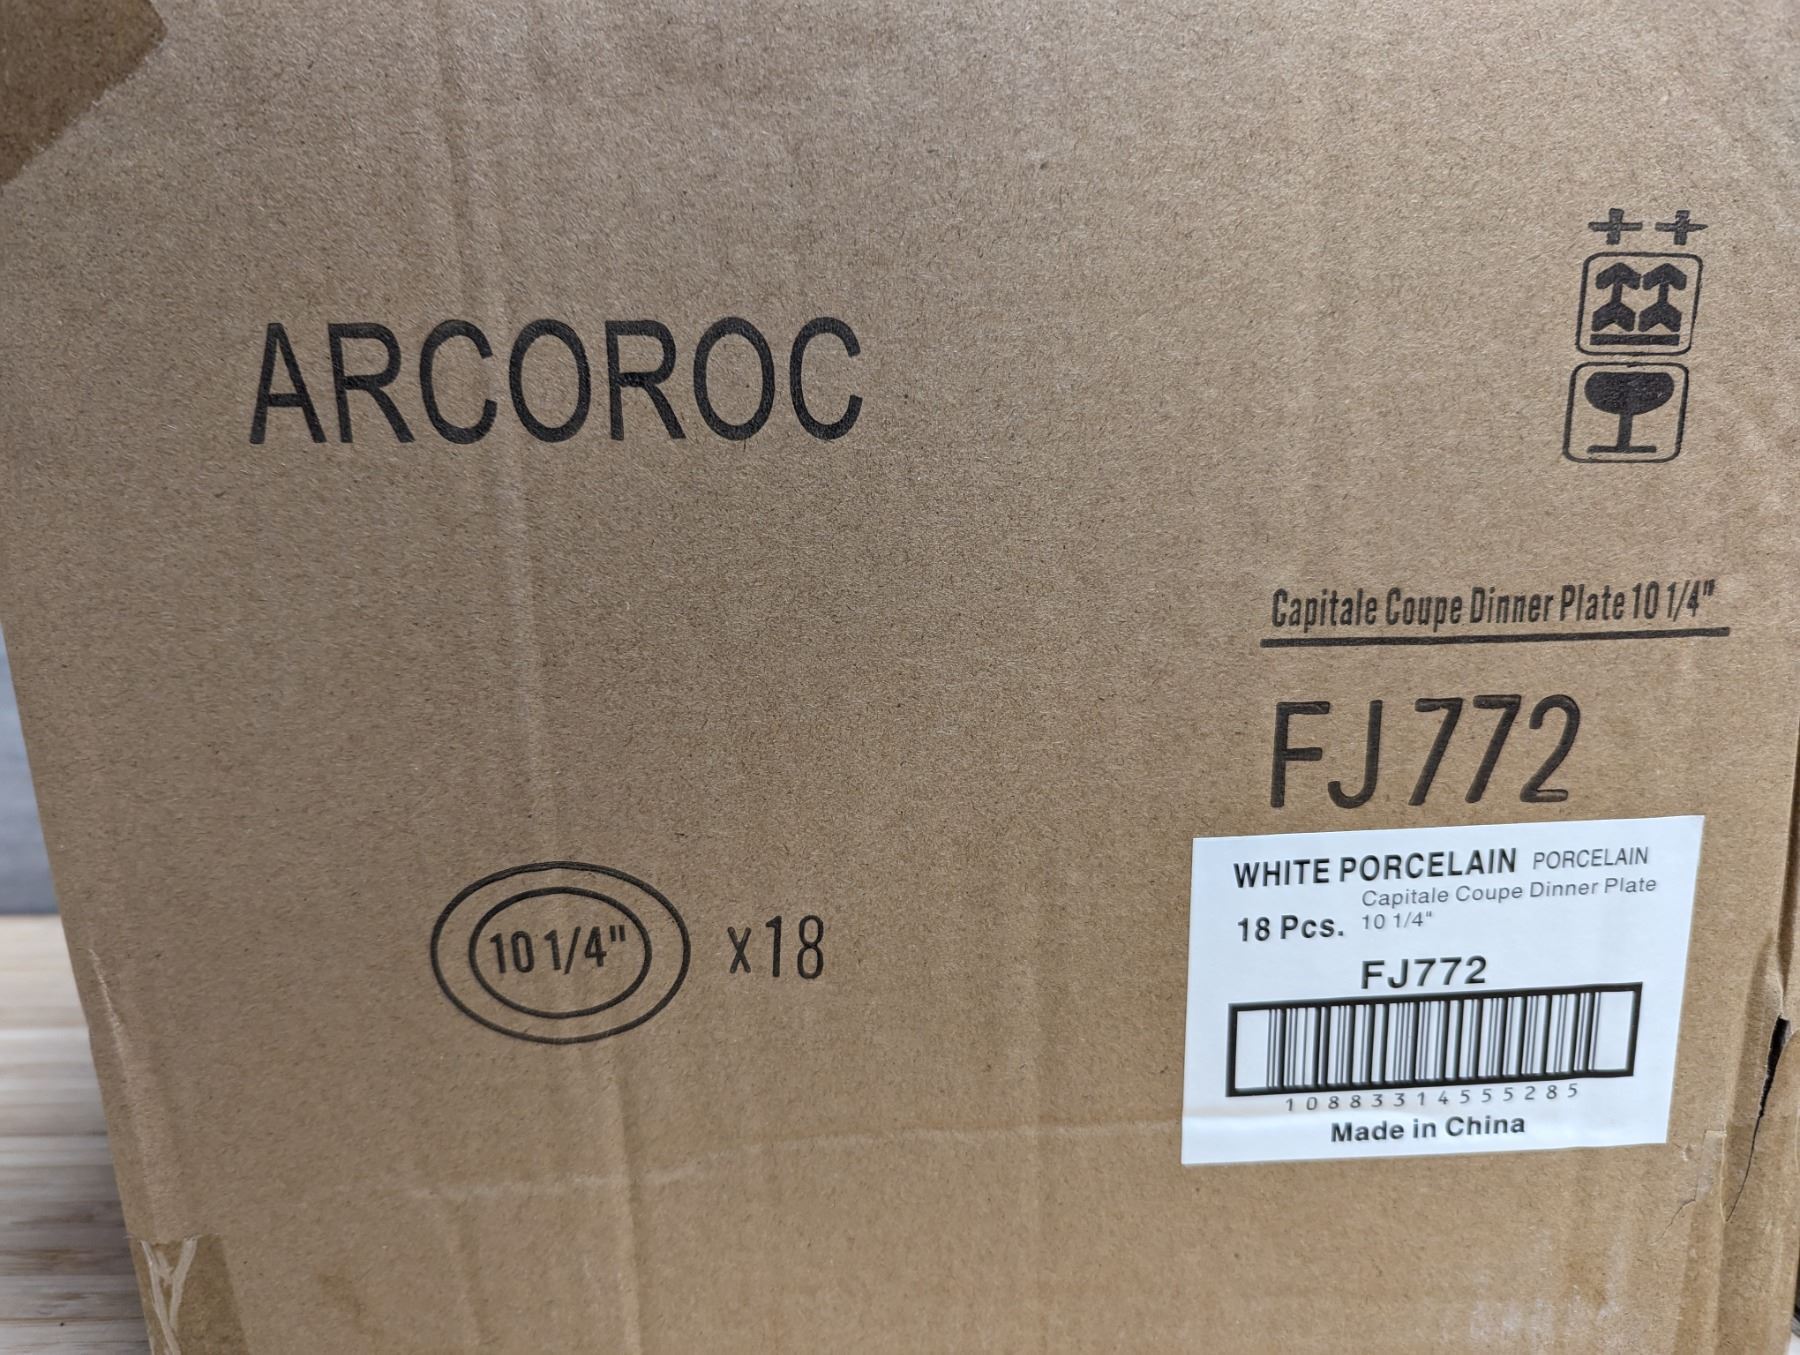 ARCOROC
Capitale Coupe Dinner Plate 10 1/4"
FJ772
10 1/4" x18
WHITE PORCELAIN PORCELAIN
Capitale Coupe Dinner Plate
18 Pcs. 10 1/4"
FJ772
10883314555285
Made in China